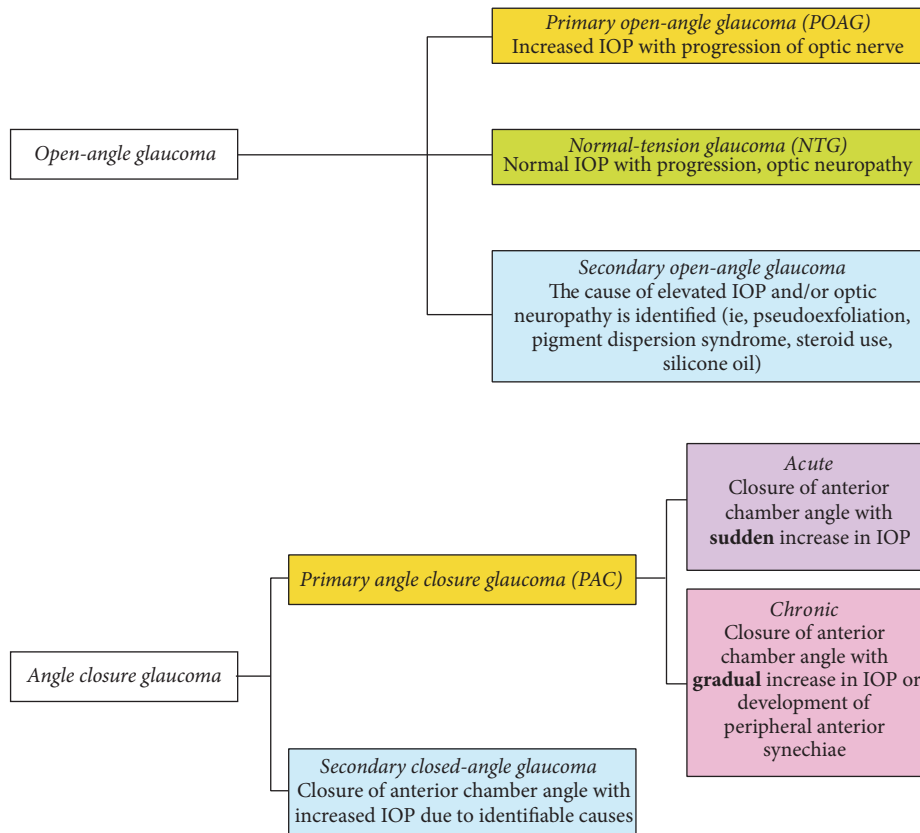 Primary open-angle glaucoma (POAG)
Increased IOP with progression of optic nerve
Open-angle glaucoma
Normal-tension glaucoma (NTG)
Normal IOP with progression, optic neuropathy
Secondary open-angle glaucoma
The cause of elevated IOP and/or optic
neuropathy is identified (ie, pseudoexfoliation,
pigment dispersion syndrome, steroid use,
silicone oil)
Angle closure glaucoma
Primary angle closure glaucoma (PAC)
Acute
Closure of anterior
chamber angle with
sudden increase in IOP
Chronic
Closure of anterior
chamber angle with
gradual increase in IOP or
development of
peripheral anterior
synechiae
Secondary closed-angle glaucoma
Closure of anterior chamber angle with
increased IOP due to identifiable causes